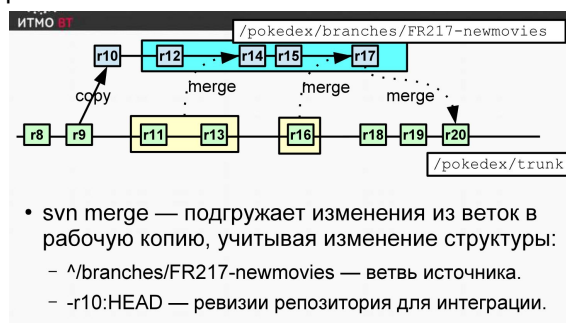 ИТМО ВТ
/pokedex/branches/FR217-newmovies
r10 r12 r14 r15 r17
copy merge merge merge
r8 r9 r11 r13 r16 r18 r19 r20
/pokedex/trunk
• svn merge — подгружает изменения из веток в
рабочую копию, учитывая изменение структуры:
– ^/branches/FR217-newmovies — ветвь источника.
– -r10:HEAD — ревизии репозитория для интеграции.